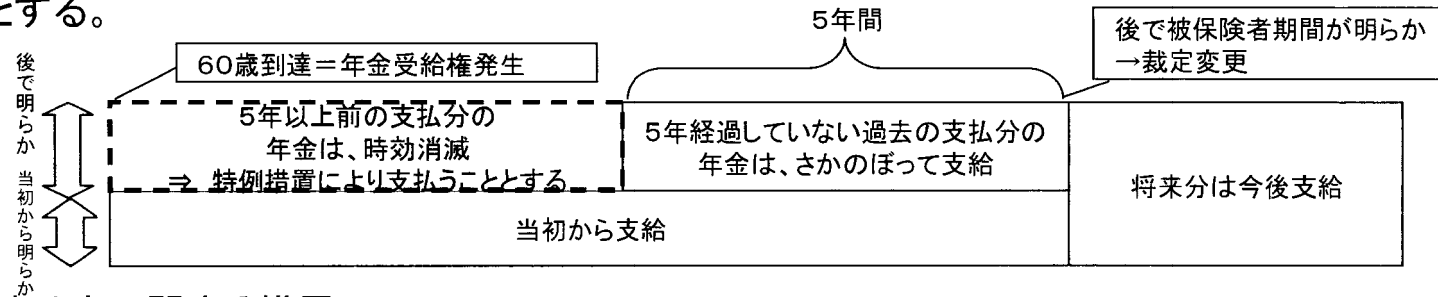 とする。
5年間
後で被保険者期間が明らか
→裁定変更
60歳到達＝年金受給権発生
後で明らか
当初から明らか
5年以上前の支払分の
年金は、時効消滅
⇒ 特例措置により支払うこととする
5年経過していない過去の支払分の
年金は、さかのぼって支給
将来分は今後支給
当初から支給